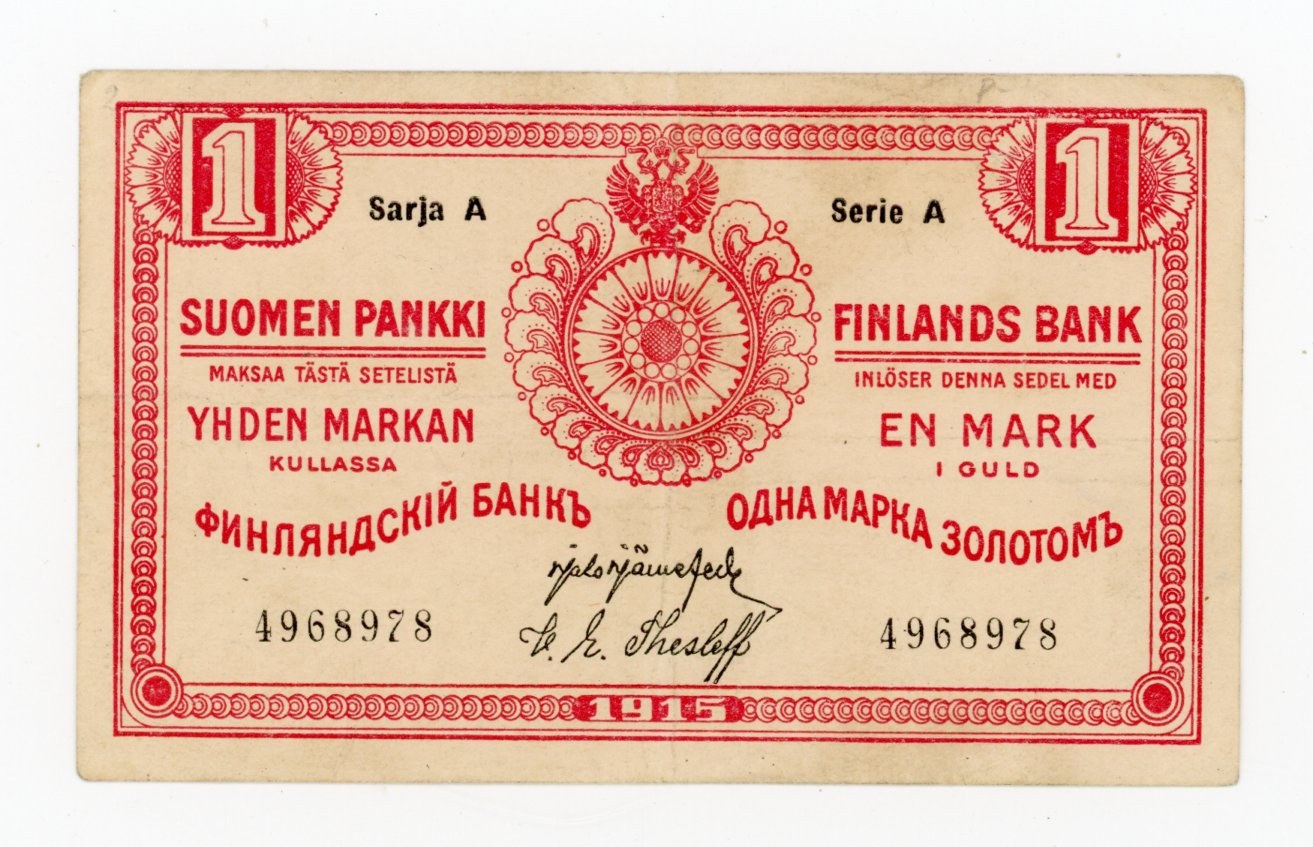 1
1
Sarja A
Serie A
SUOMEN PANKKI
MAKSAA TÄSTÄ SETELISTÄ
YHDEN MARKAN
KULLASSA
FINLANDS BANK
INLÖSER DENNA SEDEL MED
EN MARK
I GULD
ФИНЛЯНДСКІЙ БАНКЪ
ОДНА МАРКА ЗОЛОТОМЪ
4968978
V. E. Thesleff
4968978
1915